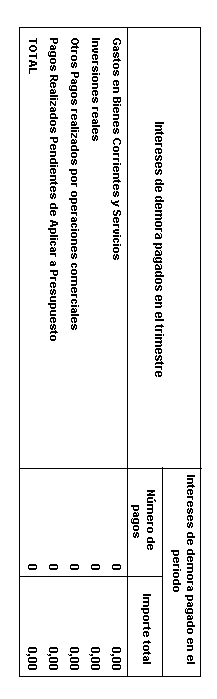 Intereses de demora pagados en el trimestre
Intereses de demora pagado en el
periodo
Número de
pagos
Importe total
Gastos en Bienes Corrientes y Servicios 0 0,00
Inversiones reales 0 0,00
Otros Pagos realizados por operaciones comerciales 0 0,00
Pagos Realizados Pendientes de Aplicar a Presupuesto 0 0,00
TOTAL 0 0,00